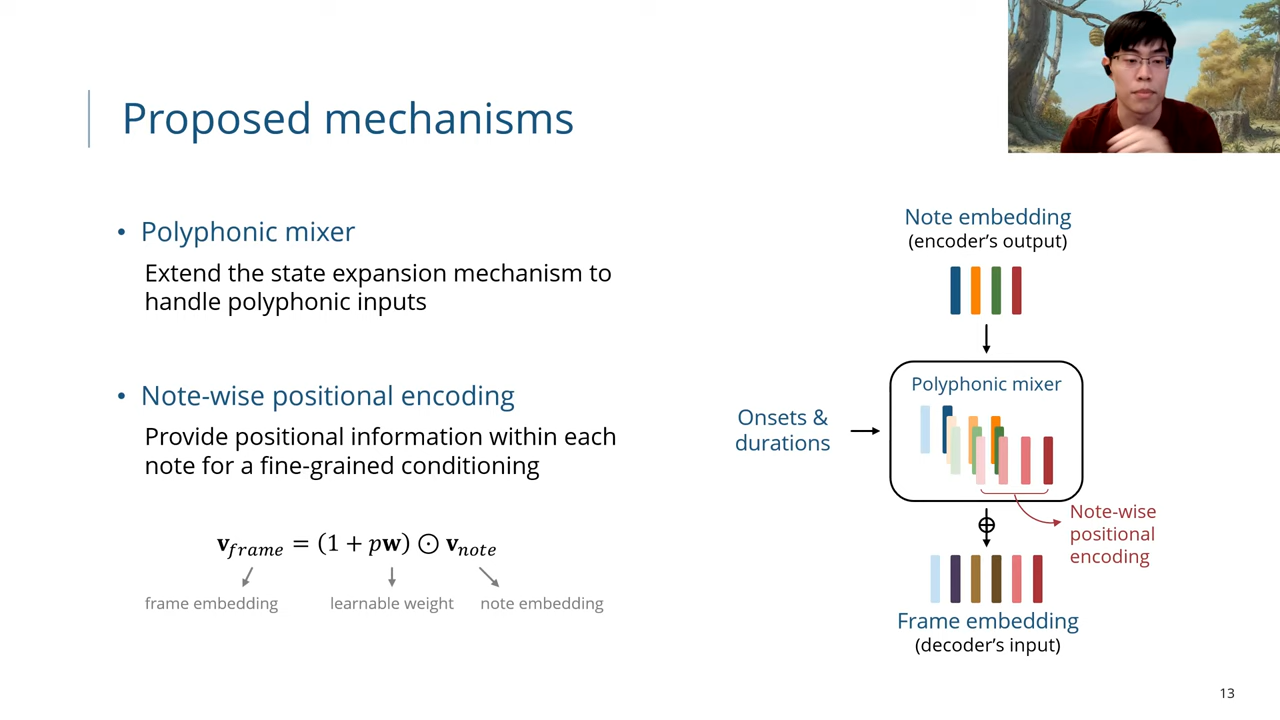 Proposed mechanisms
• Polyphonic mixer
Extend the state expansion mechanism to
handle polyphonic inputs
• Note-wise positional encoding
Provide positional information within each
note for a fine-grained conditioning
𝐯_frame = (1 + p𝐰) ⊙ 𝐯_note
frame embedding
learnable weight
note embedding
Note embedding
(encoder’s output)
Polyphonic mixer
Onsets &
durations
Note-wise
positional
encoding
⊕
Frame embedding
(decoder’s input)
13